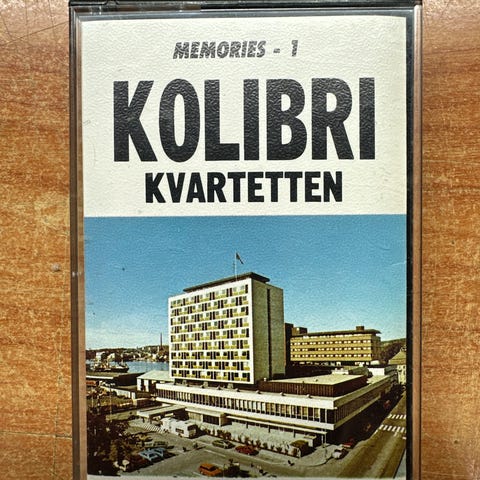 MEMORIES - 1
KOLIBRI
KVARTETTEN